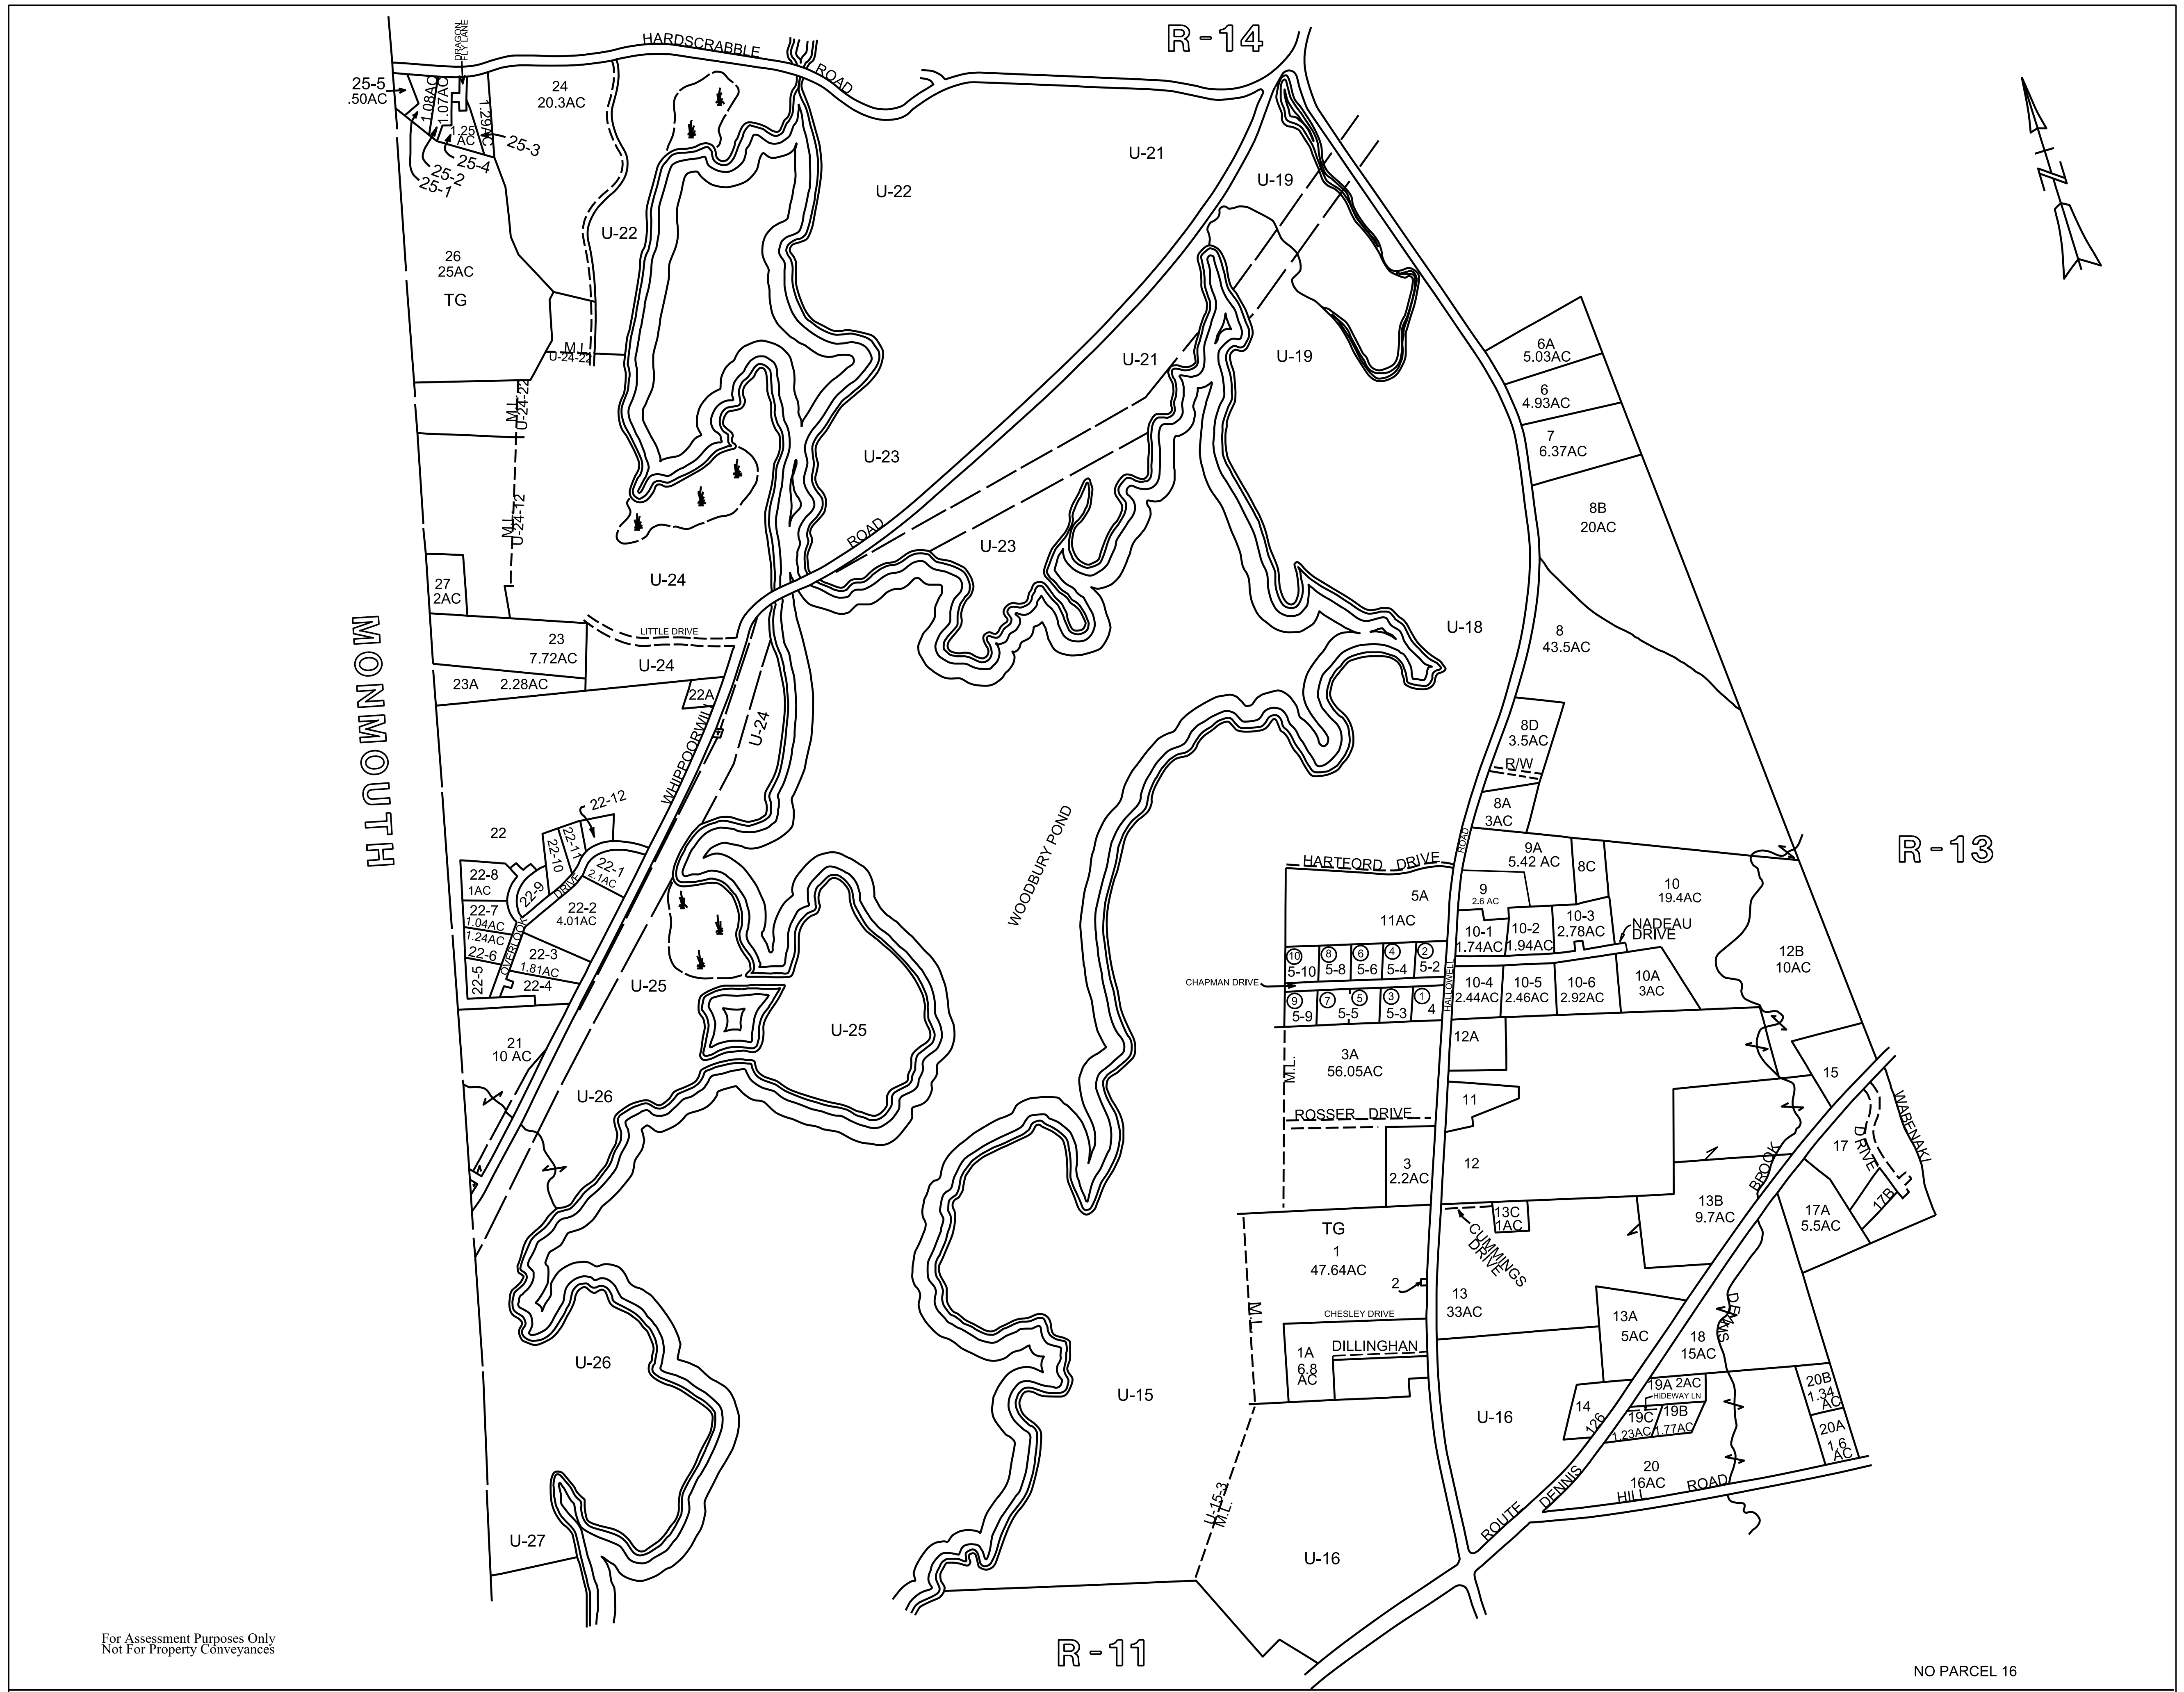 R-14
HARDSCRABBLE
ROAD
DRAGON
FLY LANE
25-5
.50AC
1.08AC
1.07AC
1.25
AC
1.29AC
25-3
25-4
25-2
25-1
24
20.3AC
U-22
U-22
U-21
U-19
26
25AC
TG
M.L.
U-24-22
M.L.
U-24-22
M.L.
U-24-12
U-21
U-19
U-23
ROAD
U-23
6A
5.03AC
6
4.93AC
7
6.37AC
8B
20AC
8
43.5AC
U-18
27
2AC
U-24
LITTLE DRIVE
23
7.72AC
U-24
23A 2.28AC
22A
U-24
WHIPPOORWILL
MONMOUTH
WOODBURY POND
8D
3.5AC
R/W
8A
3AC
ROAD
R-13
22
22-12
22-11
22-10
22-1
2.1AC
22-9
DRIVE
22-8
1AC
22-7
1.04AC
1.24AC
22-6
22-5
OVERLOOK
22-2
4.01AC
22-3
1.81AC
22-4
HARTFORD DRIVE
9A
5.42 AC
8C
5A
11AC
9
2.6 AC
10
19.4AC
10-1
1.74AC
10-2
1.94AC
10-3
2.78AC
NADEAU
DRIVE
12B
10AC
10 8 6 4 2
5-10 5-8 5-6 5-4 5-2
CHAPMAN DRIVE
9 7 5 3 1
5-9 5-5 5-3 4
HALLOWELL
10-4
2.44AC
10-5
2.46AC
10-6
2.92AC
10A
3AC
U-25
U-25
21
10 AC
U-26
3A
56.05AC
M.L.
12A
11
15
ROSSER DRIVE
3
2.2AC
12
WABENAKI
DRIVE
17
BROOK
13B
9.7AC
17A
5.5AC
17B
13C
1AC
CUMMINGS
DRIVE
TG
1
47.64AC
M.L.
2
13
33AC
CHESLEY DRIVE
1A
6.8
AC
DILLINGHAN
13A
5AC
18
15AC
DENNIS
U-26
U-15
U-16
14
126
19A 2AC
HIDEWAY LN
19C
1.23AC
19B
1.77AC
20B
1.34
AC
20A
1.6
AC
20
16AC
DENNIS
HILL ROAD
ROUTE
U-15-3
M.L.
U-27
U-16
For Assessment Purposes Only
Not For Property Conveyances
R-11
NO PARCEL 16